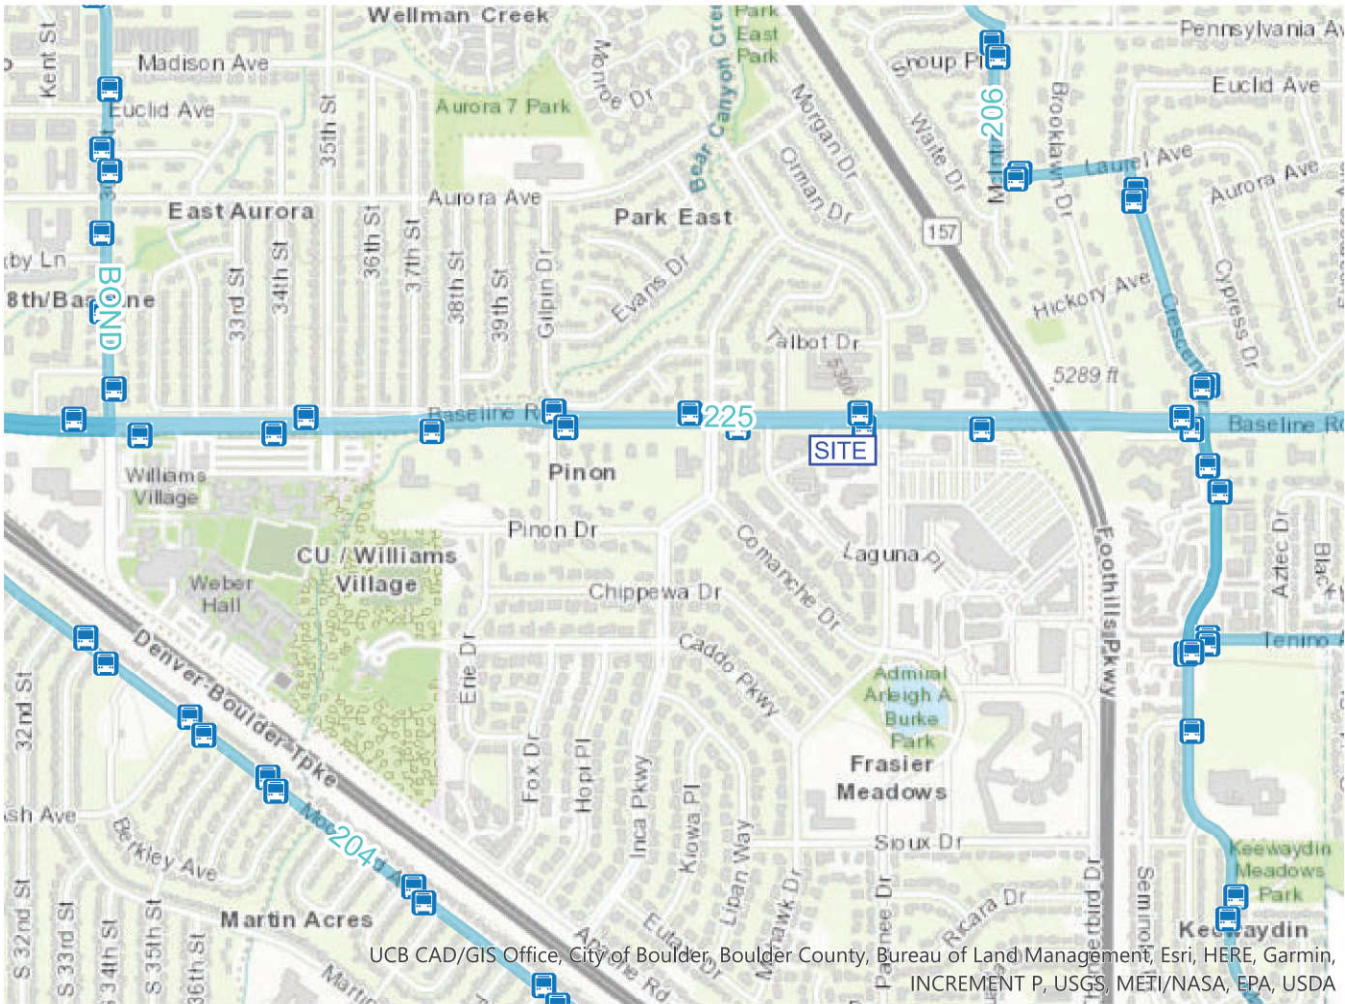 Wellman Creek
Park
East
Park
Pennsylvania Av
Kent St
Madison Ave
Monroe Dr
Bear Canyon Cree
Euclid Ave
Euclid Ave
Aurora 7 Park
35th St
Morgan Dr
Waite Dr
206
Brooklawn Dr
Laurel Ave
Orman Dr
Aurora Ave
Aurora Ave
East Aurora
Park East
157
36th St
37th St
38th St
39th St
Gilpin Dr
Evans Dr
33rd St
34th St
BOND
Hickory Ave
Cypress Dr
Talbot Dr
5300
5289 ft
Baseline R
225
Baseline R
SITE
Williams
Village
Pinon
Pinon Dr
Comanche Dr
Laguna Pl
CU / Williams
Village
Weber
Hall
Chippewa Dr
Foothills Pkwy
Aztec Dr
Tenino A
Denver-Boulder Tpke
Erie Dr
Caddo Pkwy
Admiral
Arleigh A.
Burke
Park
32nd St
Fox Dr
Hopi Pl
Inca Pkwy
Kiowa Pl
Lipan Way
Frasier
Meadows
sh Ave
Berkley Ave
204
Sioux Dr
Keewaydin
Meadows
Park
S 32nd St
S 33rd St
S 34th St
S 35th St
36th St
Martin Acres
Rikara Dr
UCB CAD/GIS Office, City of Boulder, Boulder County, Bureau of Land Management, Esri, HERE, Garmin,
INCREMENT P, USGS, METI/NASA, EPA, USDA